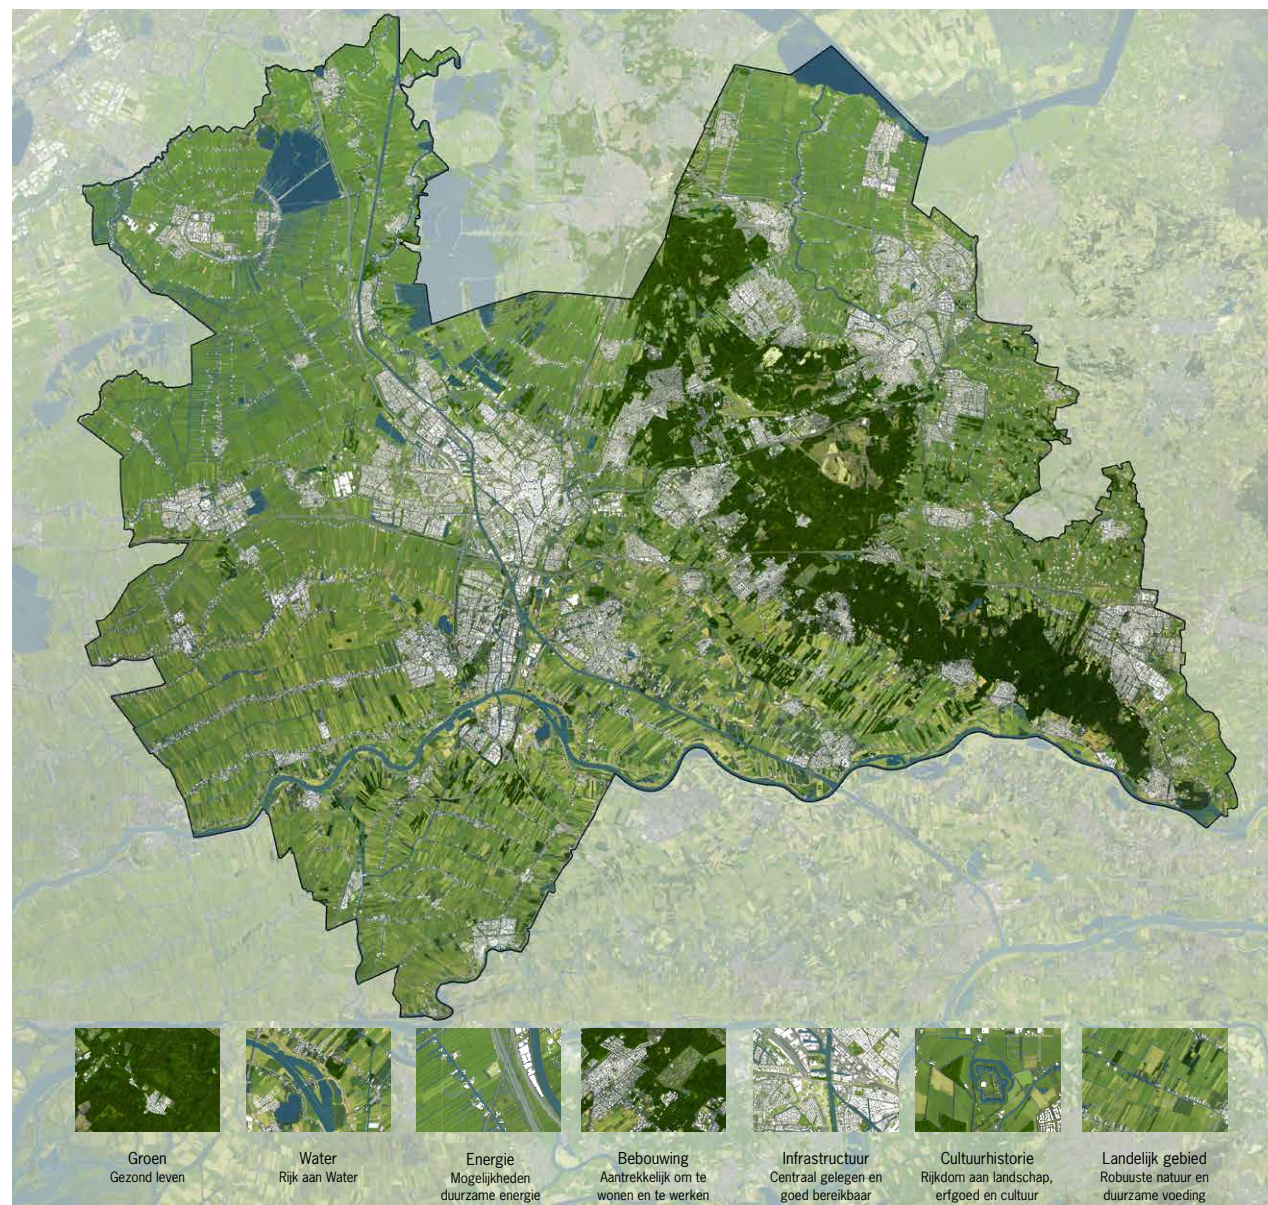 Groen
Gezond leven
Water
Rijk aan Water
Energie
Mogelijkheden
duurzame energie
Bebouwing
Aantrekkelijk om te
wonen en te werken
Infrastructuur
Centraal gelegen en
goed bereikbaar
Cultuurhistorie
Rijkdom aan landschap,
erfgoed en cultuur
Landelijk gebied
Robuuste natuur en
duurzame voeding